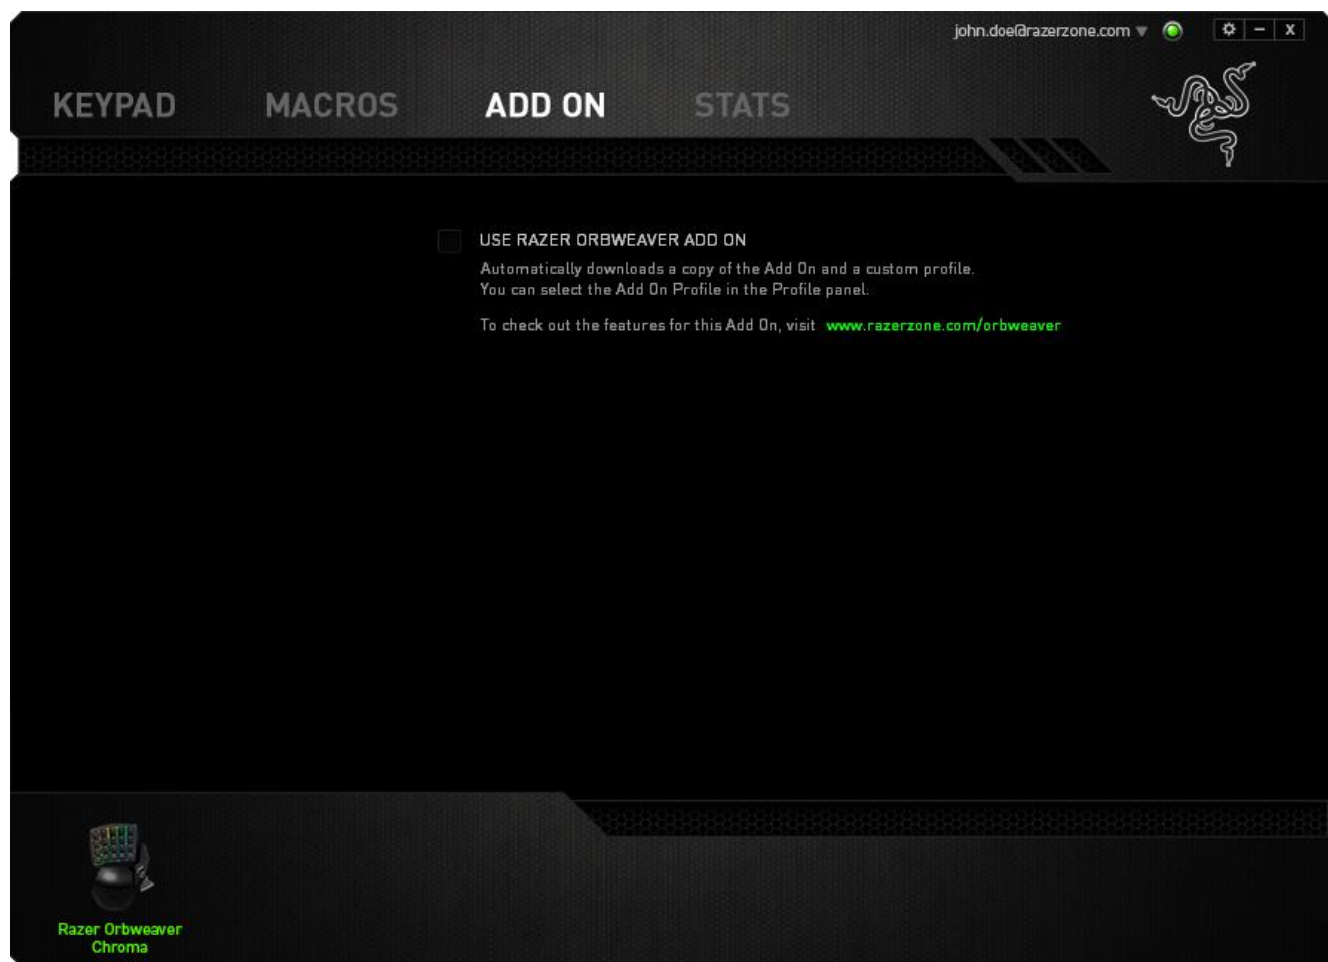 john.doe@razerzone.com
KEYPAD MACROS ADD ON STATS
USE RAZER ORBWEAVER ADD ON
Automatically downloads a copy of the Add On and a custom profile.
You can select the Add On Profile in the Profile panel.
To check out the features for this Add On, visit www.razerzone.com/orbweaver
Razer Orbweaver
Chroma